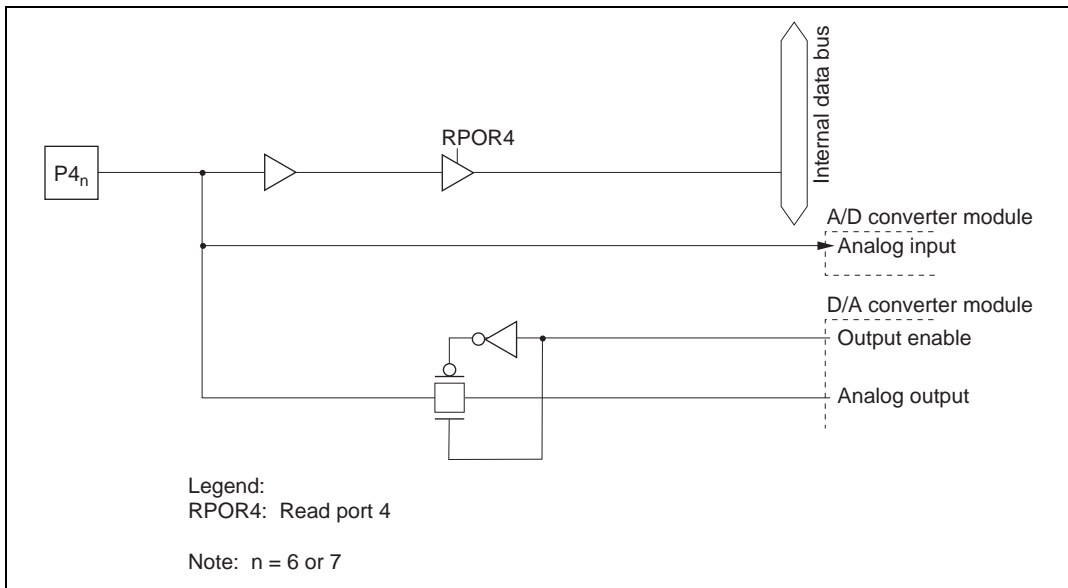 RPOR4
P4n
Internal data bus
A/D converter module
Analog input
D/A converter module
Output enable
Analog output
Legend:
RPOR4: Read port 4
Note: n = 6 or 7